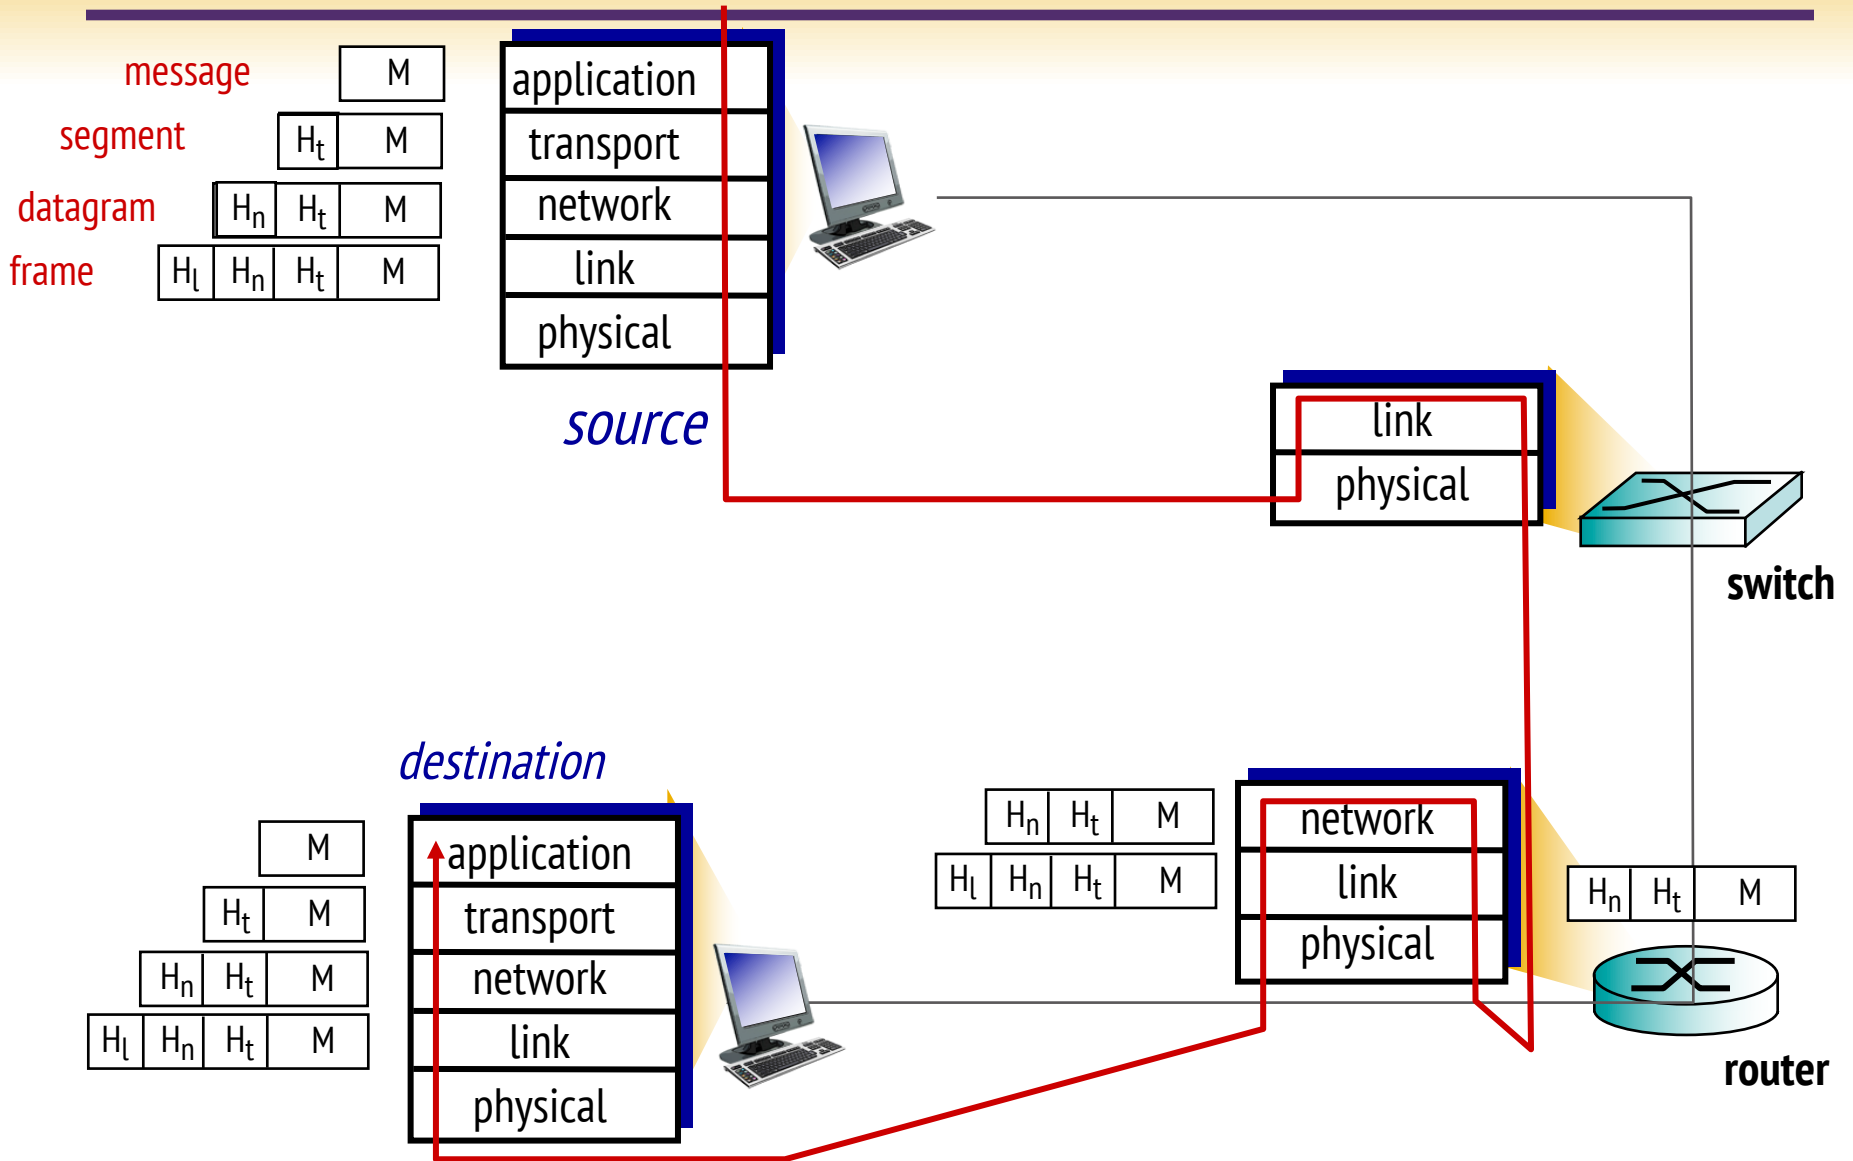 message M application
segment Ht M transport
datagram Hn Ht M network
frame Hl Hn Ht M link
physical
source
link
physical
switch
destination
M application
Ht M transport
Hn Ht M network
Hl Hn Ht M link
physical
Hn Ht M network
Hl Hn Ht M link
physical
Hn Ht M
router